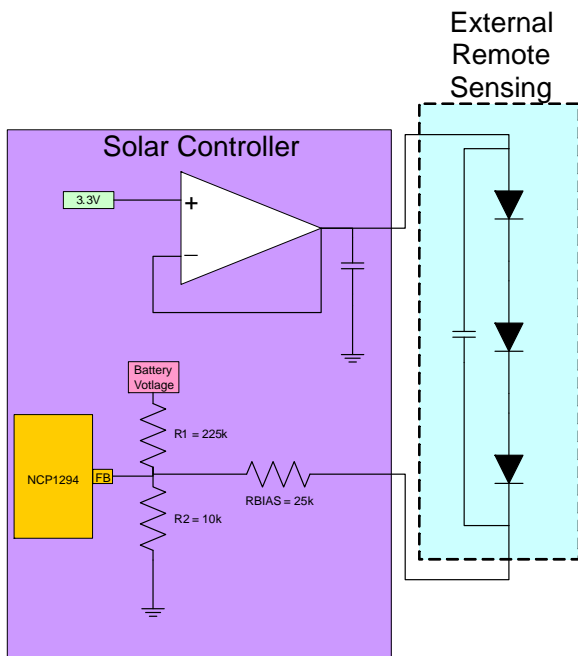 External
Remote
Sensing
Solar Controller
3.3V
+
−
Battery
Votlage
R1 = 225k
NCP1294
FB
RBIAS = 25k
R2 = 10k